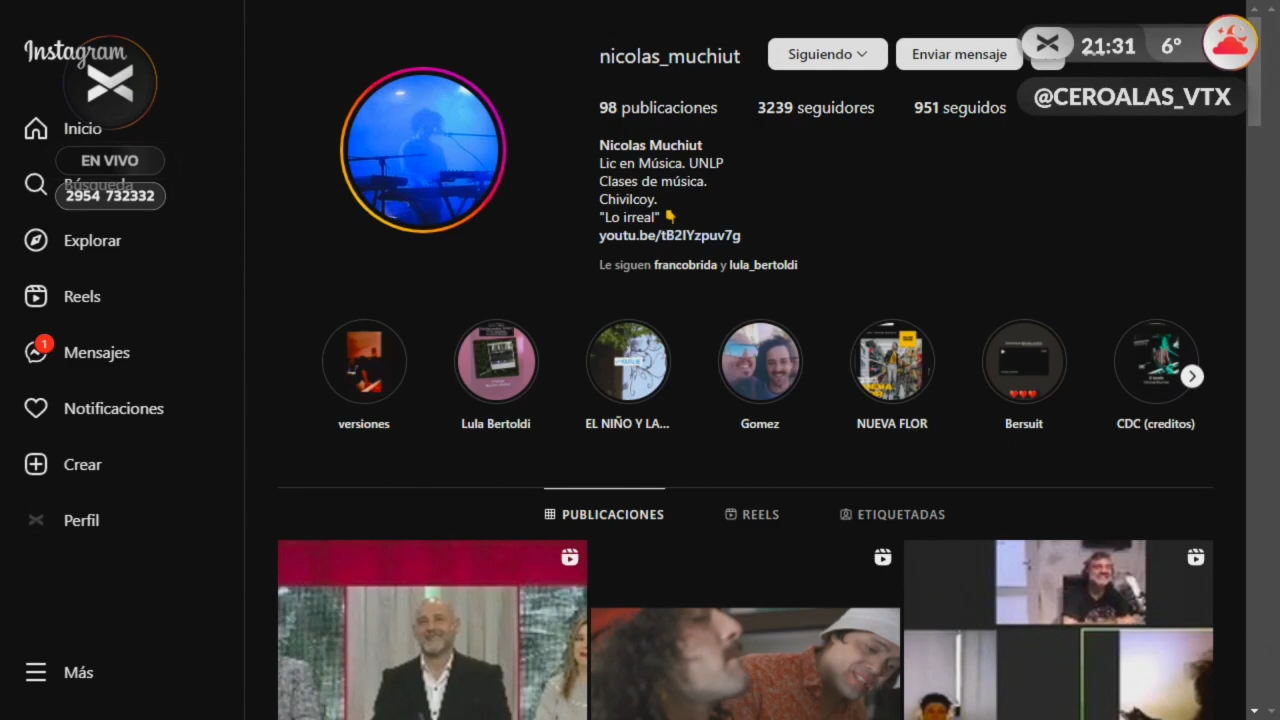 Instagram
Inicio
EN VIVO
Búsqueda
2954 732332
Explorar
Reels
1
Mensajes
Notificaciones
Crear
Perfil
Más
nicolas_muchiut
Siguiendo
Enviar mensaje
21:31
6°
@CEROALAS_VTX
98 publicaciones
3239 seguidores
951 seguidos
Nicolas Muchiut
Lic en Música. UNLP
Clases de música.
Chivilcoy.
"Lo irreal" 👇
youtu.be/tB2IYzpuv7g
Le siguen francobrida y lula_bertoldi
versiones
Lula Bertoldi
EL NIÑO Y LA...
Gomez
NUEVA FLOR
Bersuit
CDC (creditos)
PUBLICACIONES
REELS
ETIQUETADAS